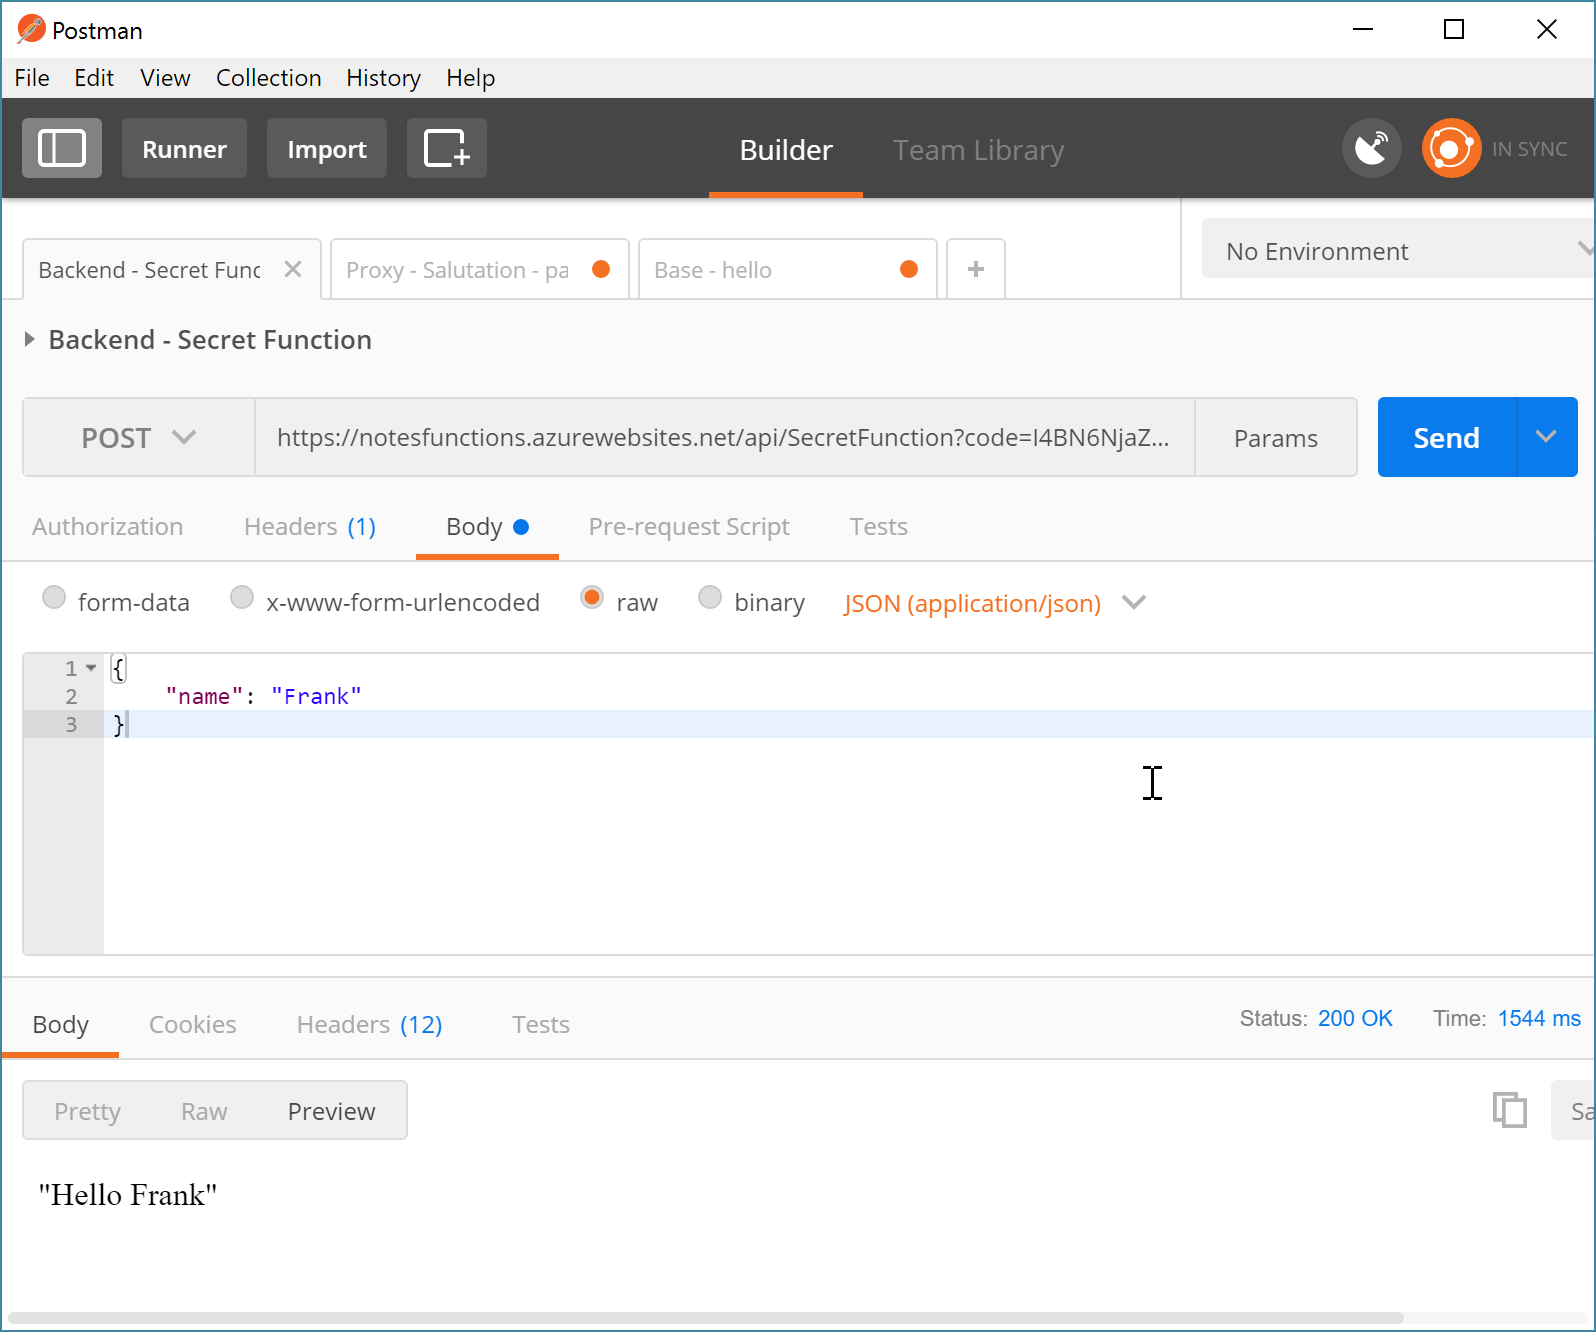 Postman
File Edit View Collection History Help
Runner Import Builder Team Library IN SYNC
Backend - Secret Func Proxy - Salutation - pa Base - hello + No Environment
Backend - Secret Function
POST https://notesfunctions.azurewebsites.net/api/SecretFunction?code=I4BN6NjaZ... Params Send
Authorization Headers (1) Body Pre-request Script Tests
form-data x-www-form-urlencoded raw binary JSON (application/json)
1 {
2 "name": "Frank"
3 }
Body Cookies Headers (12) Tests Status: 200 OK Time: 1544 ms
Pretty Raw Preview Sa
"Hello Frank"